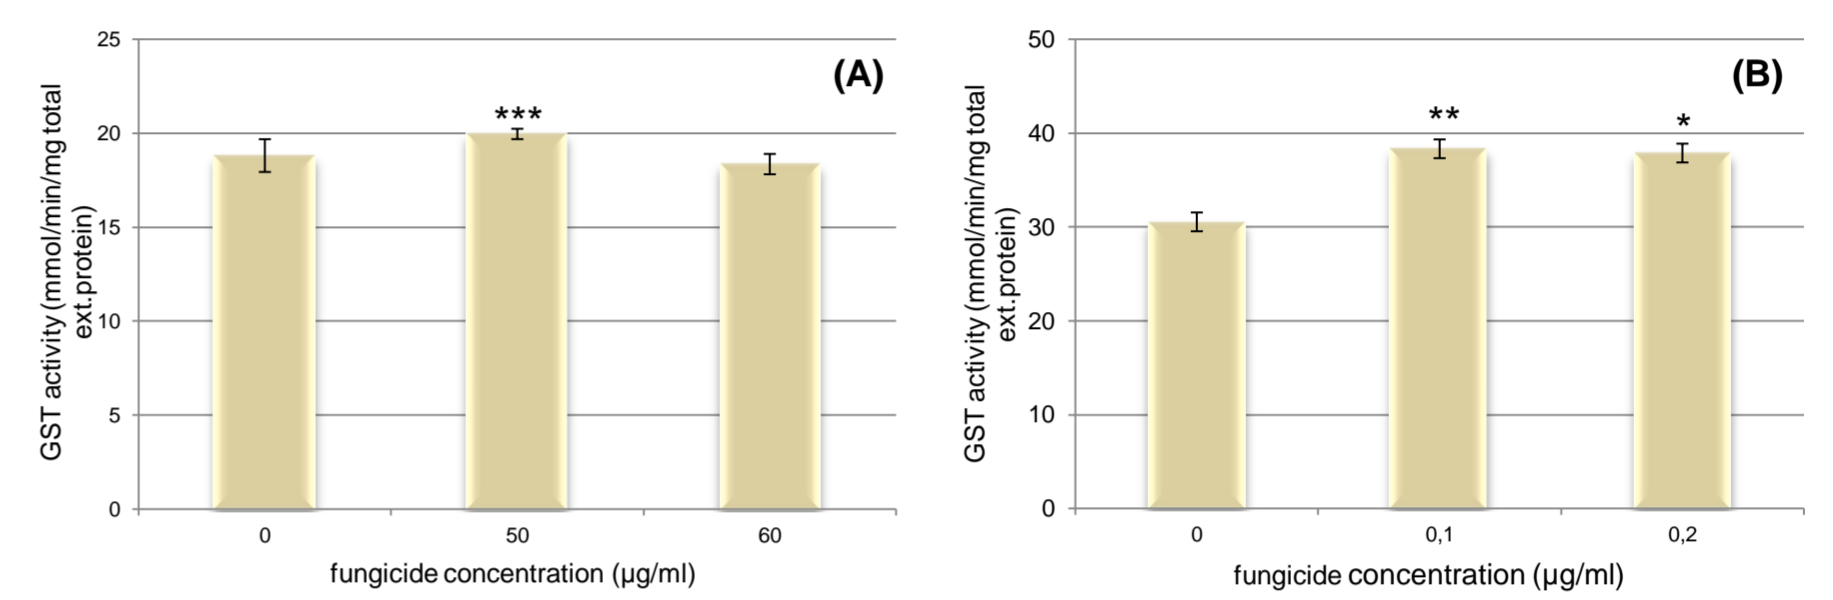 (A)
GST activity (mmol/min/mg total
ext.protein)
25
20
15
10
5
0
***
0 50 60
fungicide concentration (µg/ml)
(B)
GST activity (mmol/min/mg total
ext.protein)
50
40
30
20
10
0
**
*
0 0,1 0,2
fungicide concentration (µg/ml)